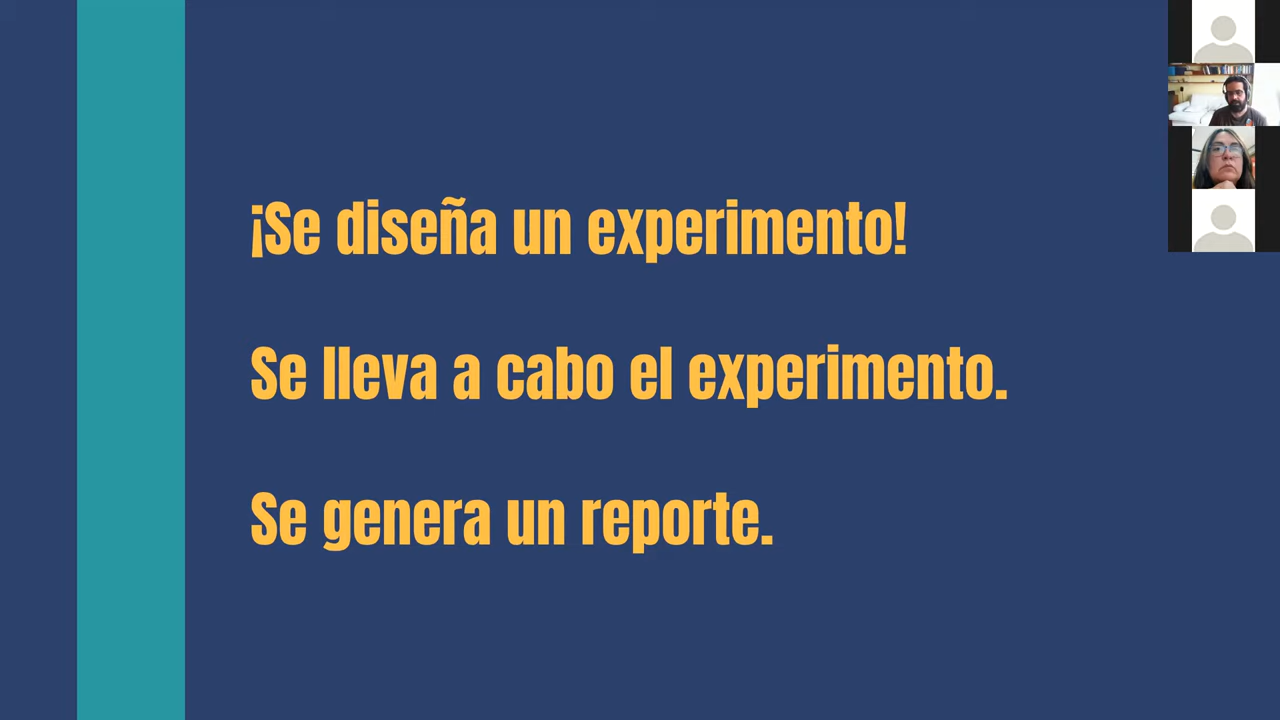 ¡Se diseña un experimento!
Se lleva a cabo el experimento.
Se genera un reporte.